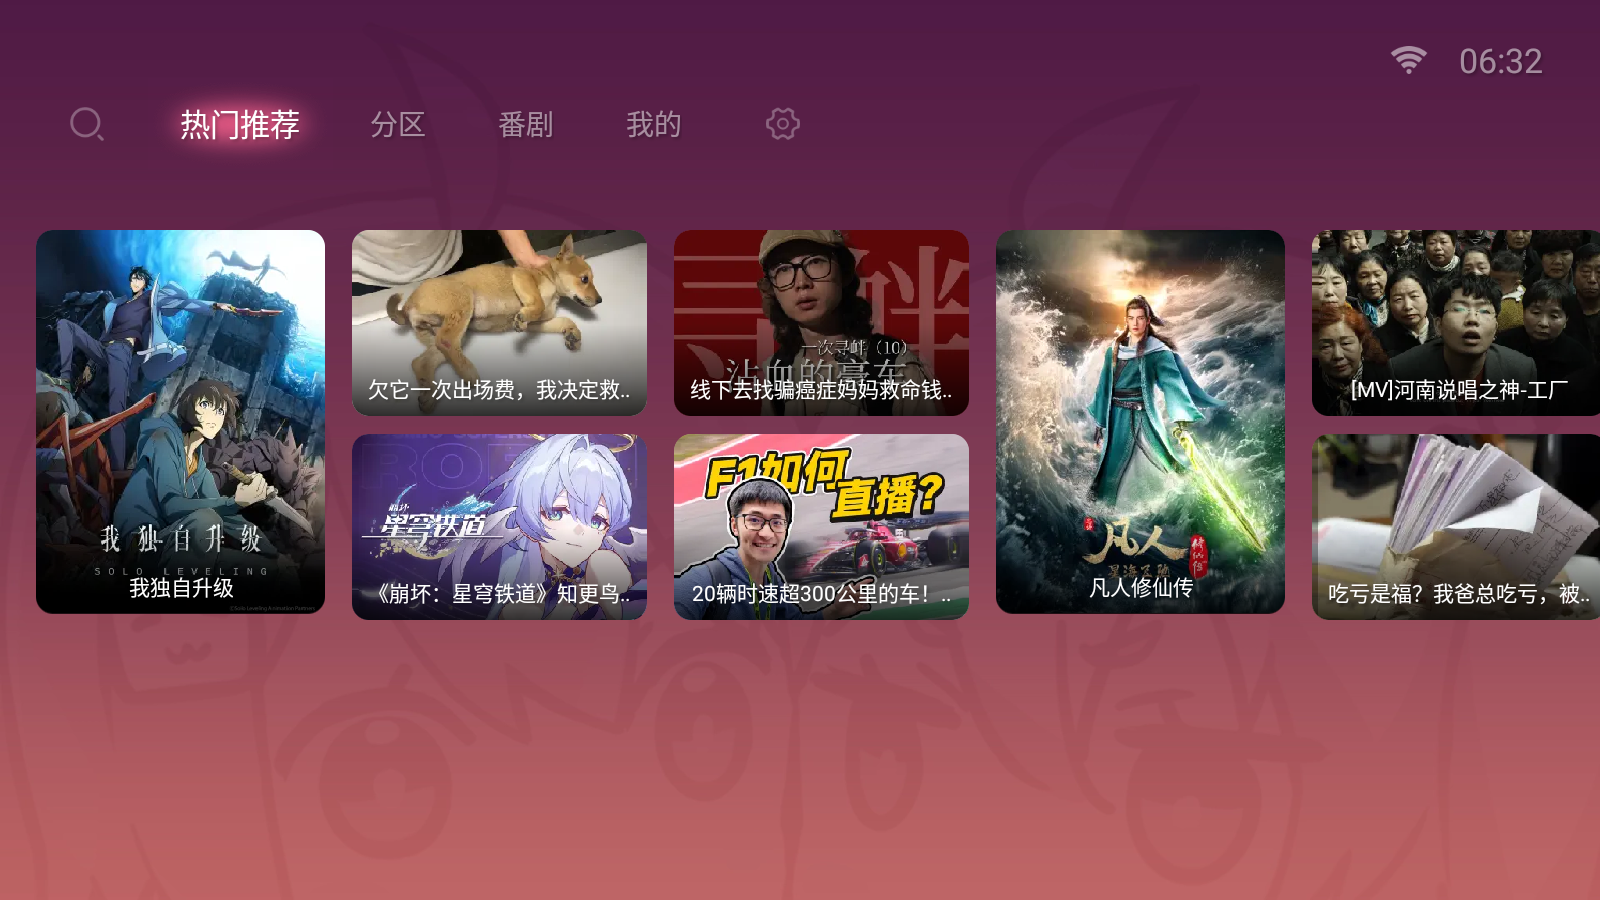 06:32
热门推荐
分区
番剧
我的
我独自升级
SOLO LEVELING
我独自升级
欠它一次出场费，我决定救..
一次寻衅（10）
沾血的豪车
线下去找骗癌症妈妈救命钱..
凡人
凡人修仙传
[MV]河南说唱之神-工厂
崩坏
星穹铁道
《崩坏：星穹铁道》知更鸟..
F1如何
直播？
20辆时速超300公里的车！..
吃亏是福？我爸总吃亏，被..